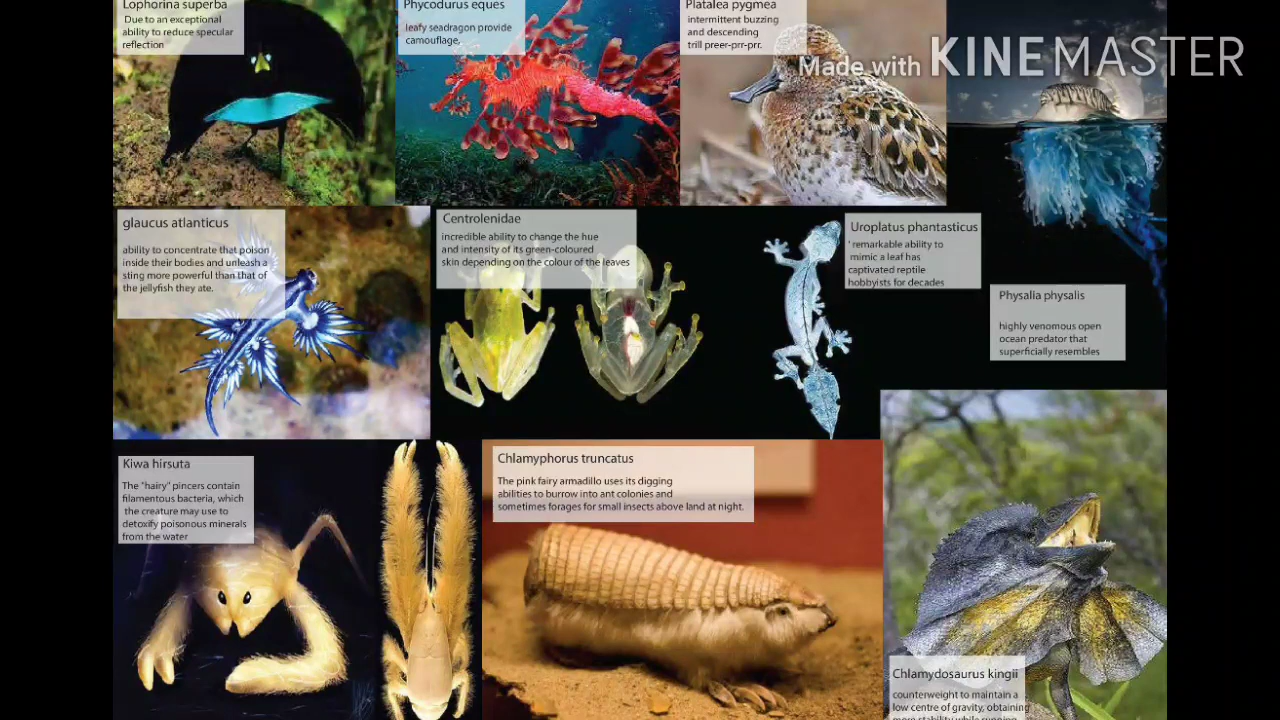 Lophorina superba
Due to an exceptional
ability to reduce specular
reflection
Phycodurus eques
leafy seadragon provide
camouflage,
Platalea pygmea
intermittent buzzing
and descending
trill preer-prr-prr.
Made with KINEMASTER
glaucus atlanticus
ability to concentrate that poison
inside their bodies and unleash a
sting more powerful than that of
the jellyfish they ate.
Centrolenidae
incredible ability to change the hue
and intensity of its green-coloured
skin depending on the colour of the leaves
Uroplatus phantasticus
' remarkable ability to
mimic a leaf has
captivated reptile
hobbyists for decades
Physalia physalis
highly venomous open
ocean predator that
superficially resembles
Kiwa hirsuta
The "hairy" pincers contain
filamentous bacteria, which
the creature may use to
detoxify poisonous minerals
from the water
Chlamyphorus truncatus
The pink fairy armadillo uses its digging
abilities to burrow into ant colonies and
sometimes forages for small insects above land at night.
Chlamydosaurus kingii
counterweight to maintain a
low centre of gravity, obtaining
more stability while running